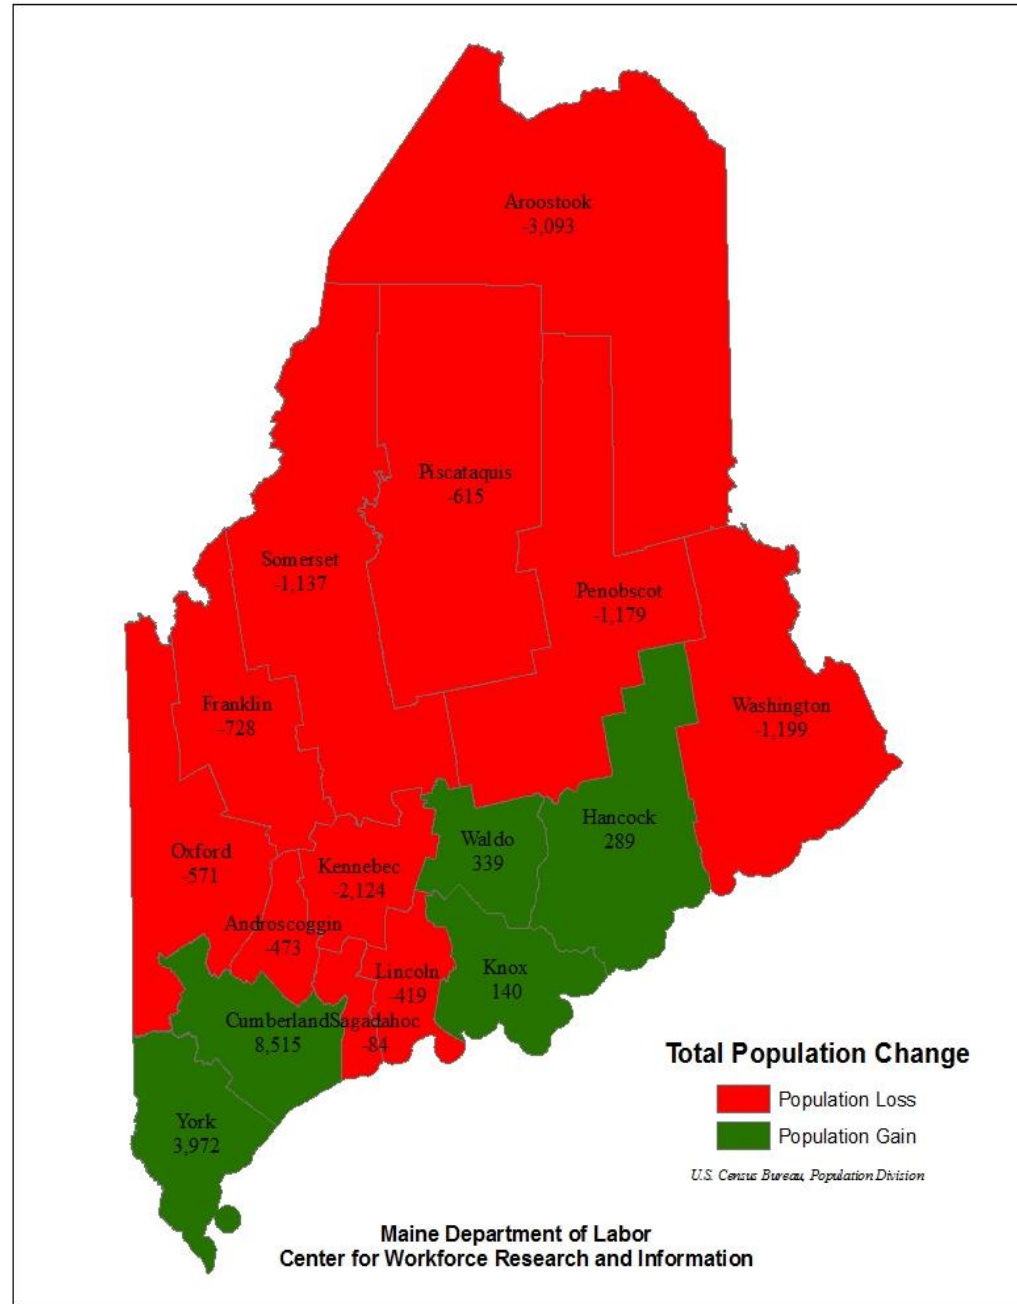 Aroostook
-3,093
Piscataquis
-615
Somerset
-1,137
Penobscot
-1,179
Franklin
-728
Washington
-1,199
Hancock
289
Waldo
339
Oxford
-571
Kennebec
-2,124
Androscoggin
-473
Lincoln
-419
Knox
140
Cumberland
8,515
Sagadahoc
-84
York
3,972
Total Population Change
Population Loss
Population Gain
U.S. Census Bureau, Population Division
Maine Department of Labor
Center for Workforce Research and Information